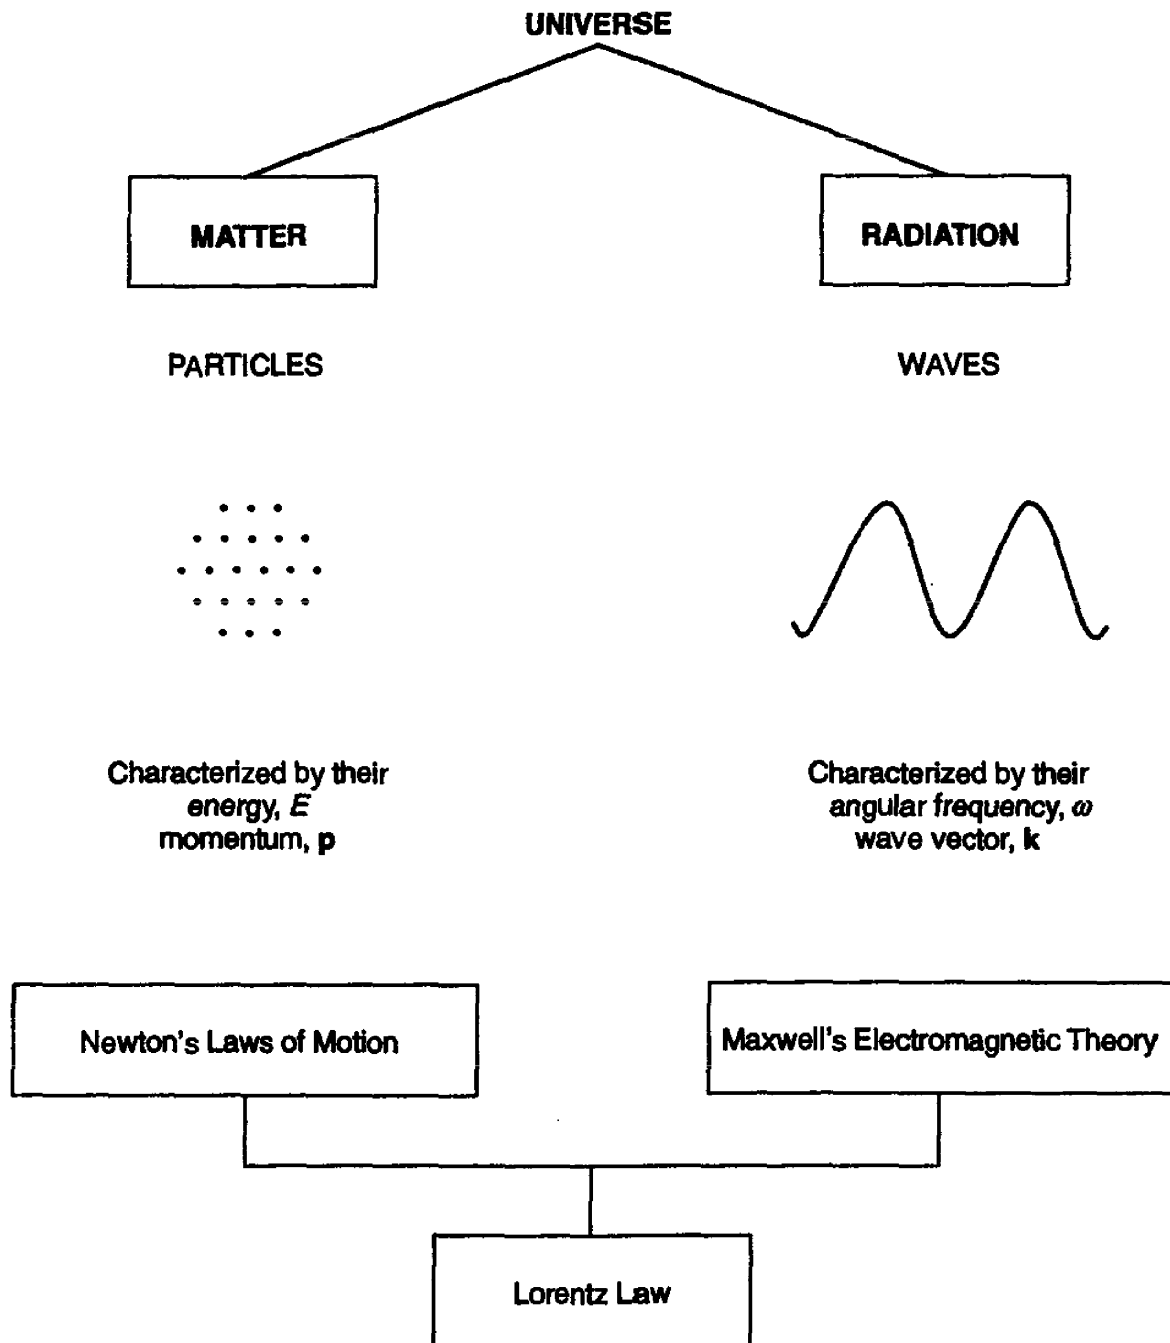 UNIVERSE
MATTER
RADIATION
PARTICLES
WAVES
Characterized by their
energy, E
momentum, p
Characterized by their
angular frequency, ω
wave vector, k
Newton's Laws of Motion
Maxwell's Electromagnetic Theory
Lorentz Law